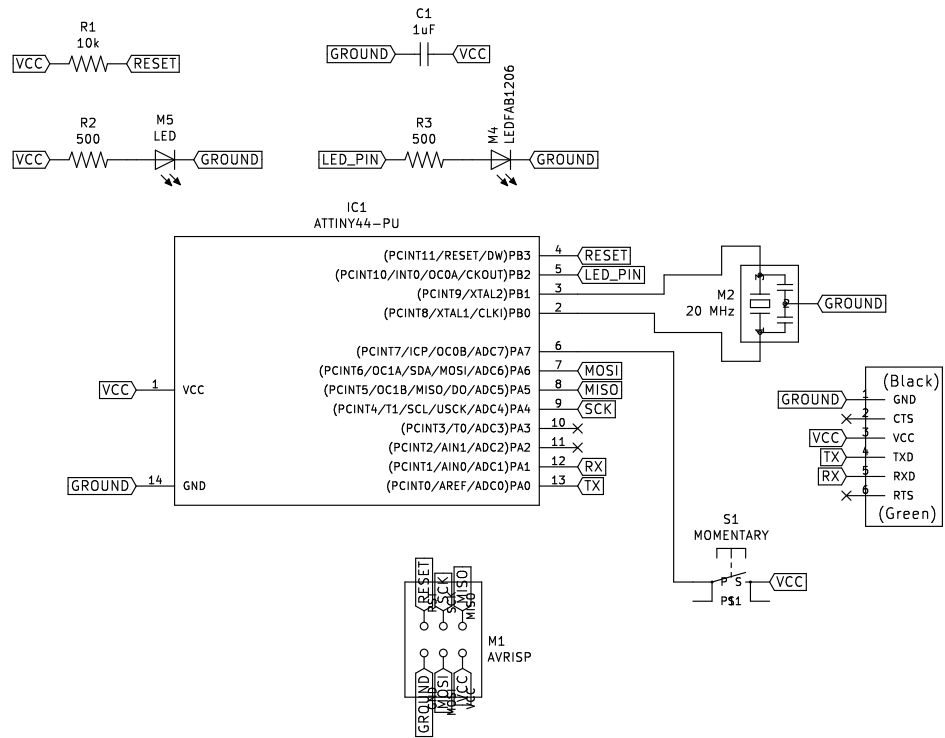 R1
10k
VCC
RESET
C1
1uF
GROUND
VCC
R2
500
M5
LED
VCC
GROUND
R3
500
M4
LEDFAB1206
LED_PIN
GROUND
IC1
ATTINY44-PU
(PCINT11/RESET/DW)PB3 4 RESET
(PCINT10/INT0/OC0A/CKOUT)PB2 5 LED_PIN
(PCINT9/XTAL2)PB1 3
(PCINT8/XTAL1/CLKI)PB0 2
(PCINT7/ICP/OC0B/ADC7)PA7 6
(PCINT6/OC1A/SDA/MOSI/ADC6)PA6 7 MOSI
VCC 1 VCC (PCINT5/OC1B/MISO/DO/ADC5)PA5 8 MISO
(PCINT4/T1/SCL/USCK/ADC4)PA4 9 SCK
(PCINT3/T0/ADC3)PA3 10
(PCINT2/AIN1/ADC2)PA2 11
(PCINT1/AIN0/ADC1)PA1 12 RX
GROUND 14 GND (PCINT0/AREF/ADC0)PA0 13 TX
M2
20 MHz
GROUND
(Black)
GROUND 1 GND
2 CTS
VCC 3 VCC
TX 4 TXD
RX 5 RXD
6 RTS
(Green)
S1
MOMENTARY
P S
VCC
RESET
SCK
MISO
RST
SCK
MISO
M1
AVRISP
GROUND
MOSI
VCC
GND
MOSI
VCC